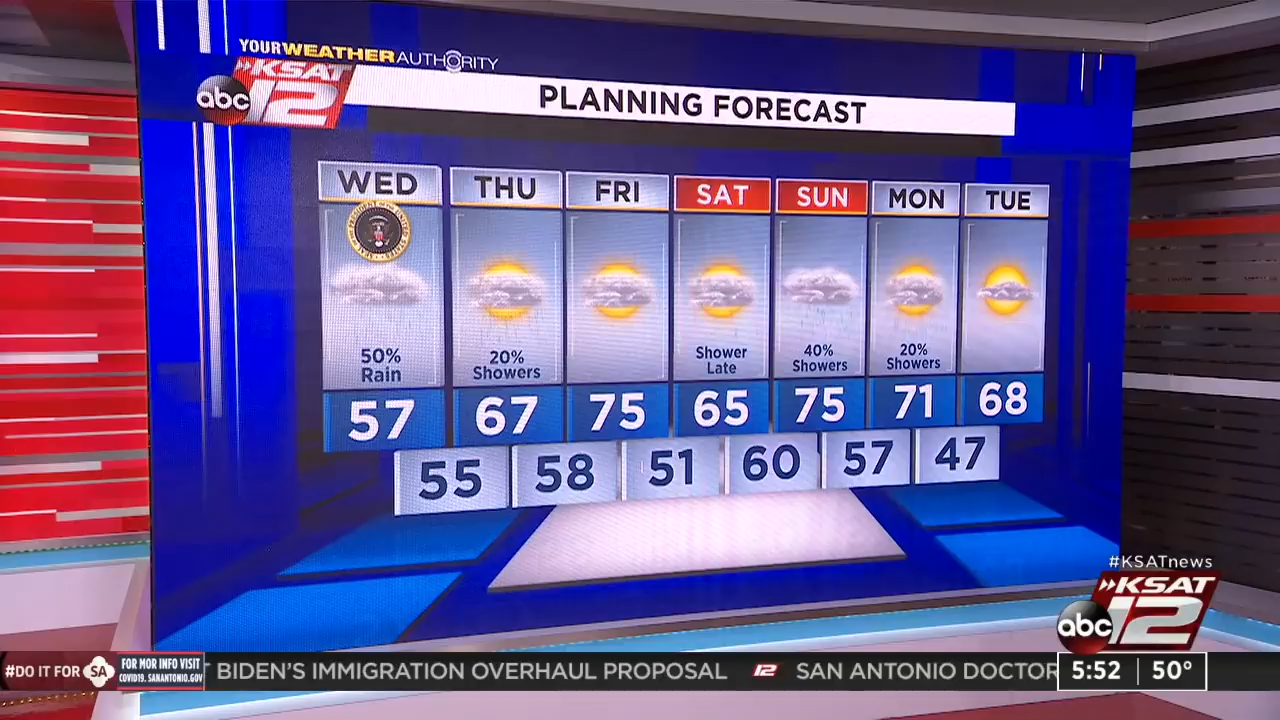 YOURWEATHERAUTHORITY
KSAT
abc 12
PLANNING FORECAST
WED THU FRI SAT SUN MON TUE
50% Rain
20% Showers
Shower Late
40% Showers
20% Showers
57 67 75 65 75 71 68
55 58 51 60 57 47
#KSATnews
KSAT
abc 12
#DO IT FOR SA
FOR MOR INFO VISIT
COVID19.SANANTONIO.GOV
BIDEN'S IMMIGRATION OVERHAUL PROPOSAL 12 SAN ANTONIO DOCTOR
5:52 50°